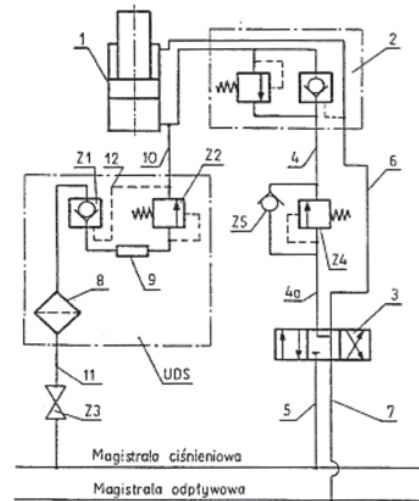 1
2
Z1
12
10
Z2
4
6
Z5
Z4
8
9
4a
3
11
UDS
Z3
5
7
Magistrala ciśnieniowa
Magistrala odpływowa